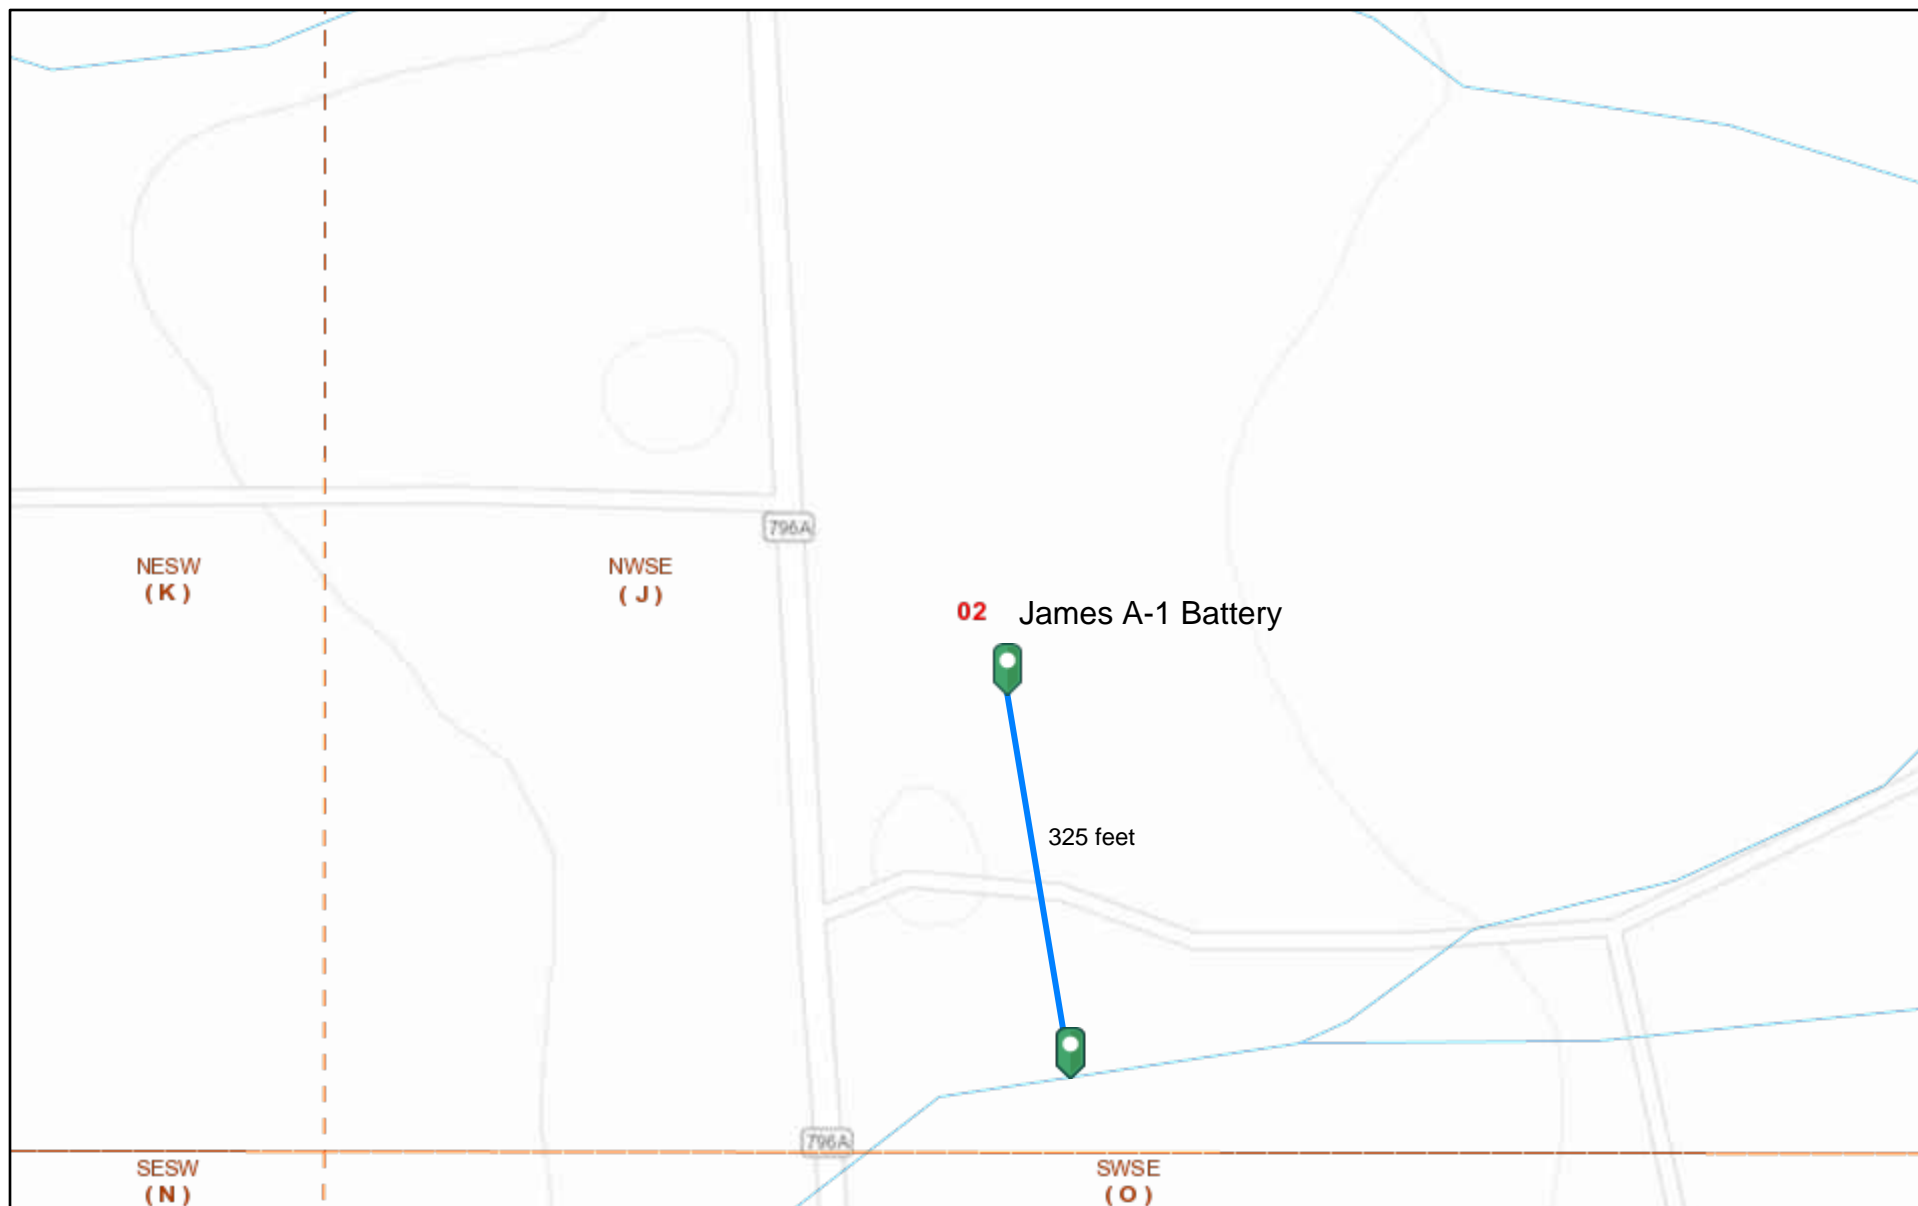 796A
NESW
( K )
NWSE
( J )
02 James A-1 Battery
325 feet
796A
SESW
( N )
SWSE
( O )